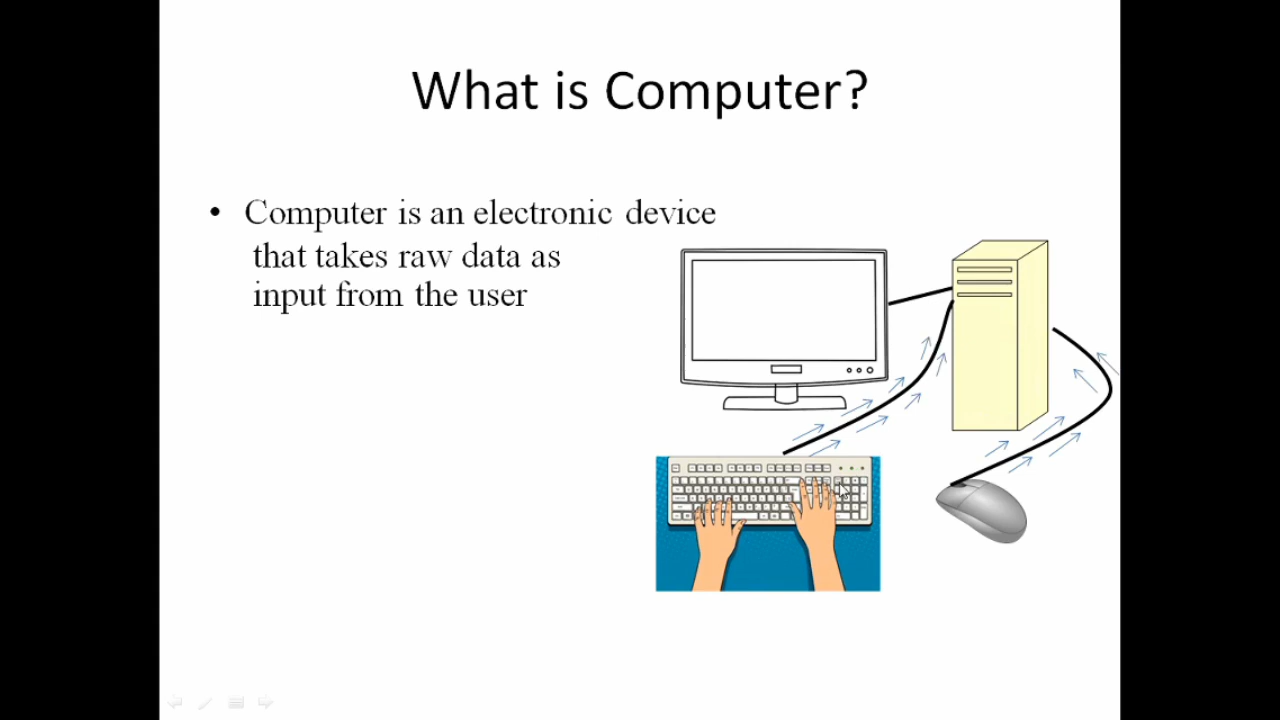 What is Computer?
• Computer is an electronic device
that takes raw data as
input from the user